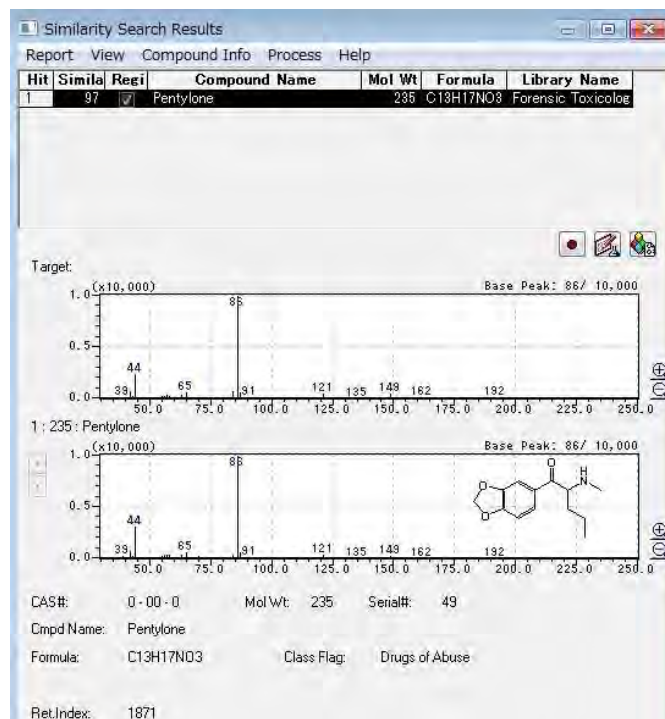 Similarity Search Results
Report View Compound Info Process Help
Hit Simila Regi Compound Name Mol Wt Formula Library Name
1 97 Pentylone 235 C13H17NO3 Forensic Toxicolog
Target:
(x10,000) Base Peak: 86/ 10,000
1.0
86
0.5
44
39 65 91 121 135 149 162 192
0.0
50.0 75.0 100.0 125.0 150.0 175.0 200.0 225.0 250.0
1 : 235 : Pentylone
(x10,000) Base Peak: 86/ 10,000
1.0
86
O H
N
O
0.5
O
44
39 65 91 121 135 149 162 192
0.0
50.0 75.0 100.0 125.0 150.0 175.0 200.0 225.0 250.0
CAS#: 0 - 00 - 0 Mol Wt: 235 Serial#: 49
Cmpd Name: Pentylone
Formula: C13H17NO3 Class Flag: Drugs of Abuse
Ret.Index: 1871